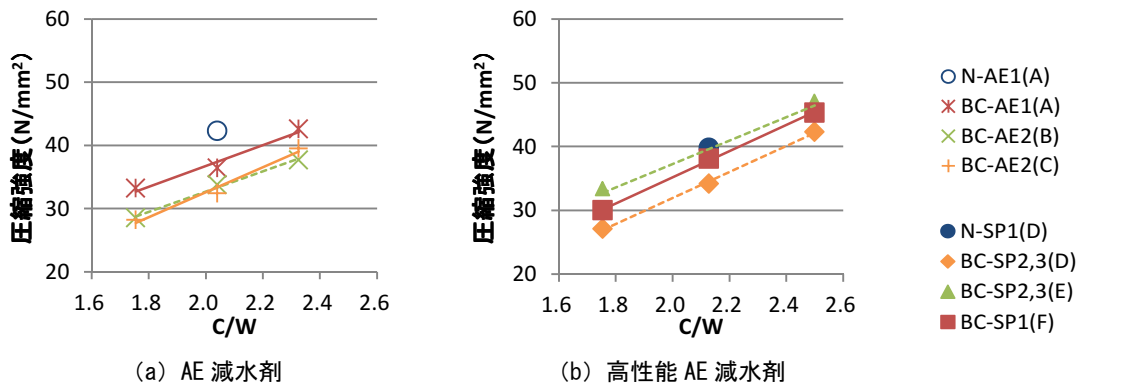 圧縮強度(N/mm²)
60
50
40
30
20
1.6 1.8 2.0 2.2 2.4 2.6
C/W
(a) AE 減水剤
圧縮強度(N/mm²)
60
50
40
30
20
1.6 1.8 2.0 2.2 2.4 2.6
C/W
(b) 高性能 AE 減水剤
N-AE1(A)
BC-AE1(A)
BC-AE2(B)
BC-AE2(C)
N-SP1(D)
BC-SP2,3(D)
BC-SP2,3(E)
BC-SP1(F)